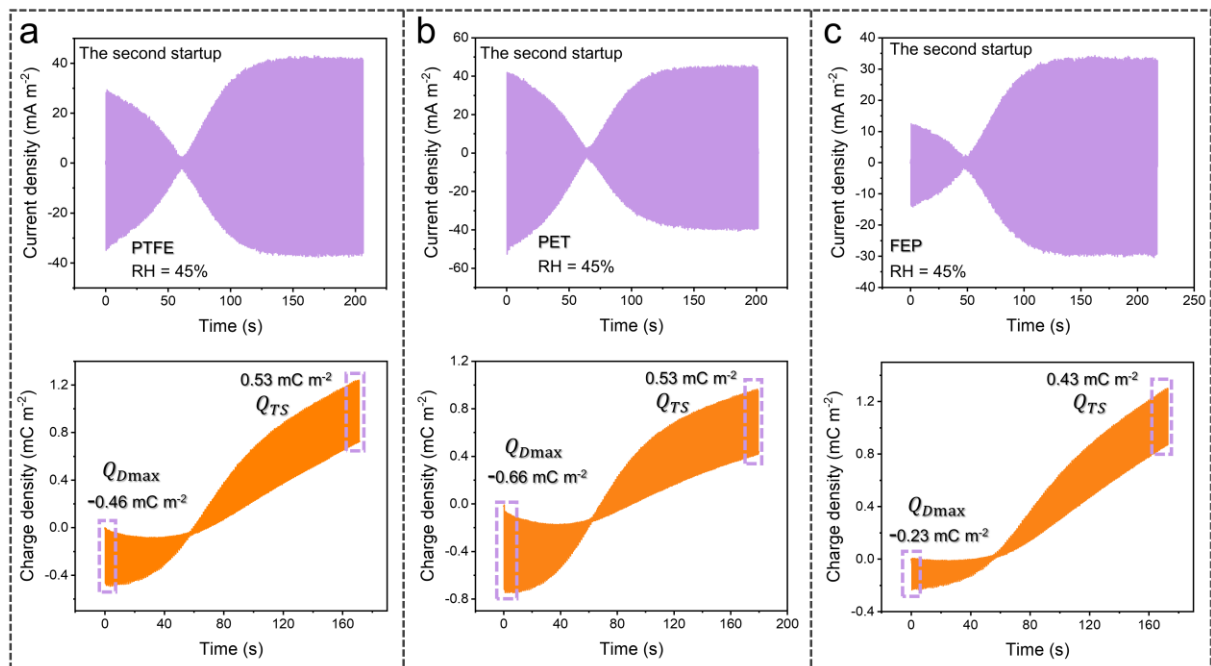 a
The second startup
Current density (mA m⁻²)
40
20
0
-20
-40
PTFE
RH = 45%
0 50 100 150 200
Time (s)
Charge density (mC m⁻²)
1.2
0.8
0.4
0.0
-0.4
0.53 mC m⁻²
Q_TS
Q_Dmax
-0.46 mC m⁻²
0 40 80 120 160
Time (s)
b
The second startup
Current density (mA m⁻²)
60
40
20
0
-20
-40
-60
PET
RH = 45%
0 50 100 150 200
Time (s)
Charge density (mC m⁻²)
1.2
0.8
0.4
0.0
-0.4
-0.8
0.53 mC m⁻²
Q_TS
Q_Dmax
-0.66 mC m⁻²
0 40 80 120 160 200
Time (s)
c
The second startup
Current density (mA m⁻²)
40
30
20
10
0
-10
-20
-30
-40
FEP
RH = 45%
0 50 100 150 200 250
Time (s)
Charge density (mC m⁻²)
1.2
0.8
0.4
0.0
-0.4
0.43 mC m⁻²
Q_TS
Q_Dmax
-0.23 mC m⁻²
0 40 80 120 160
Time (s)